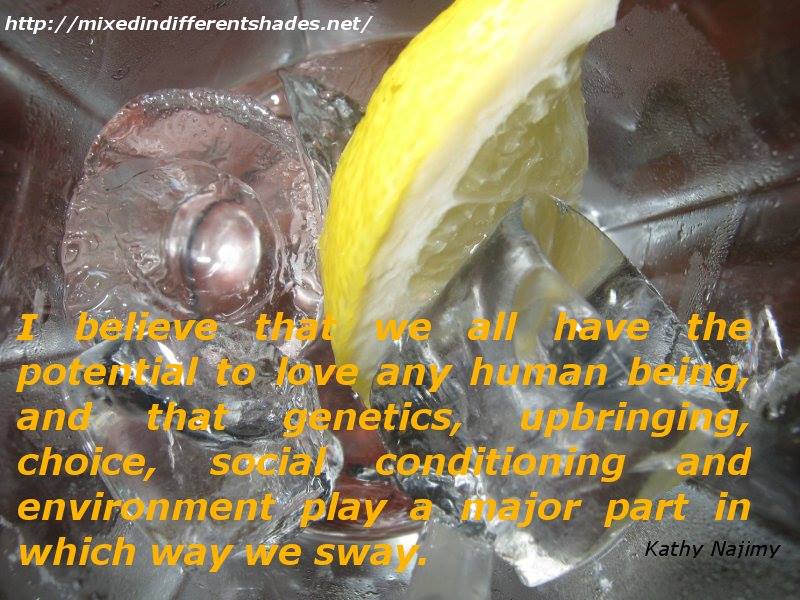 http://mixedindifferentshades.net/
I believe that we all have the
potential to love any human being,
and that genetics, upbringing,
choice, social conditioning and
environment play a major part in
which way we sway.
Kathy Najimy